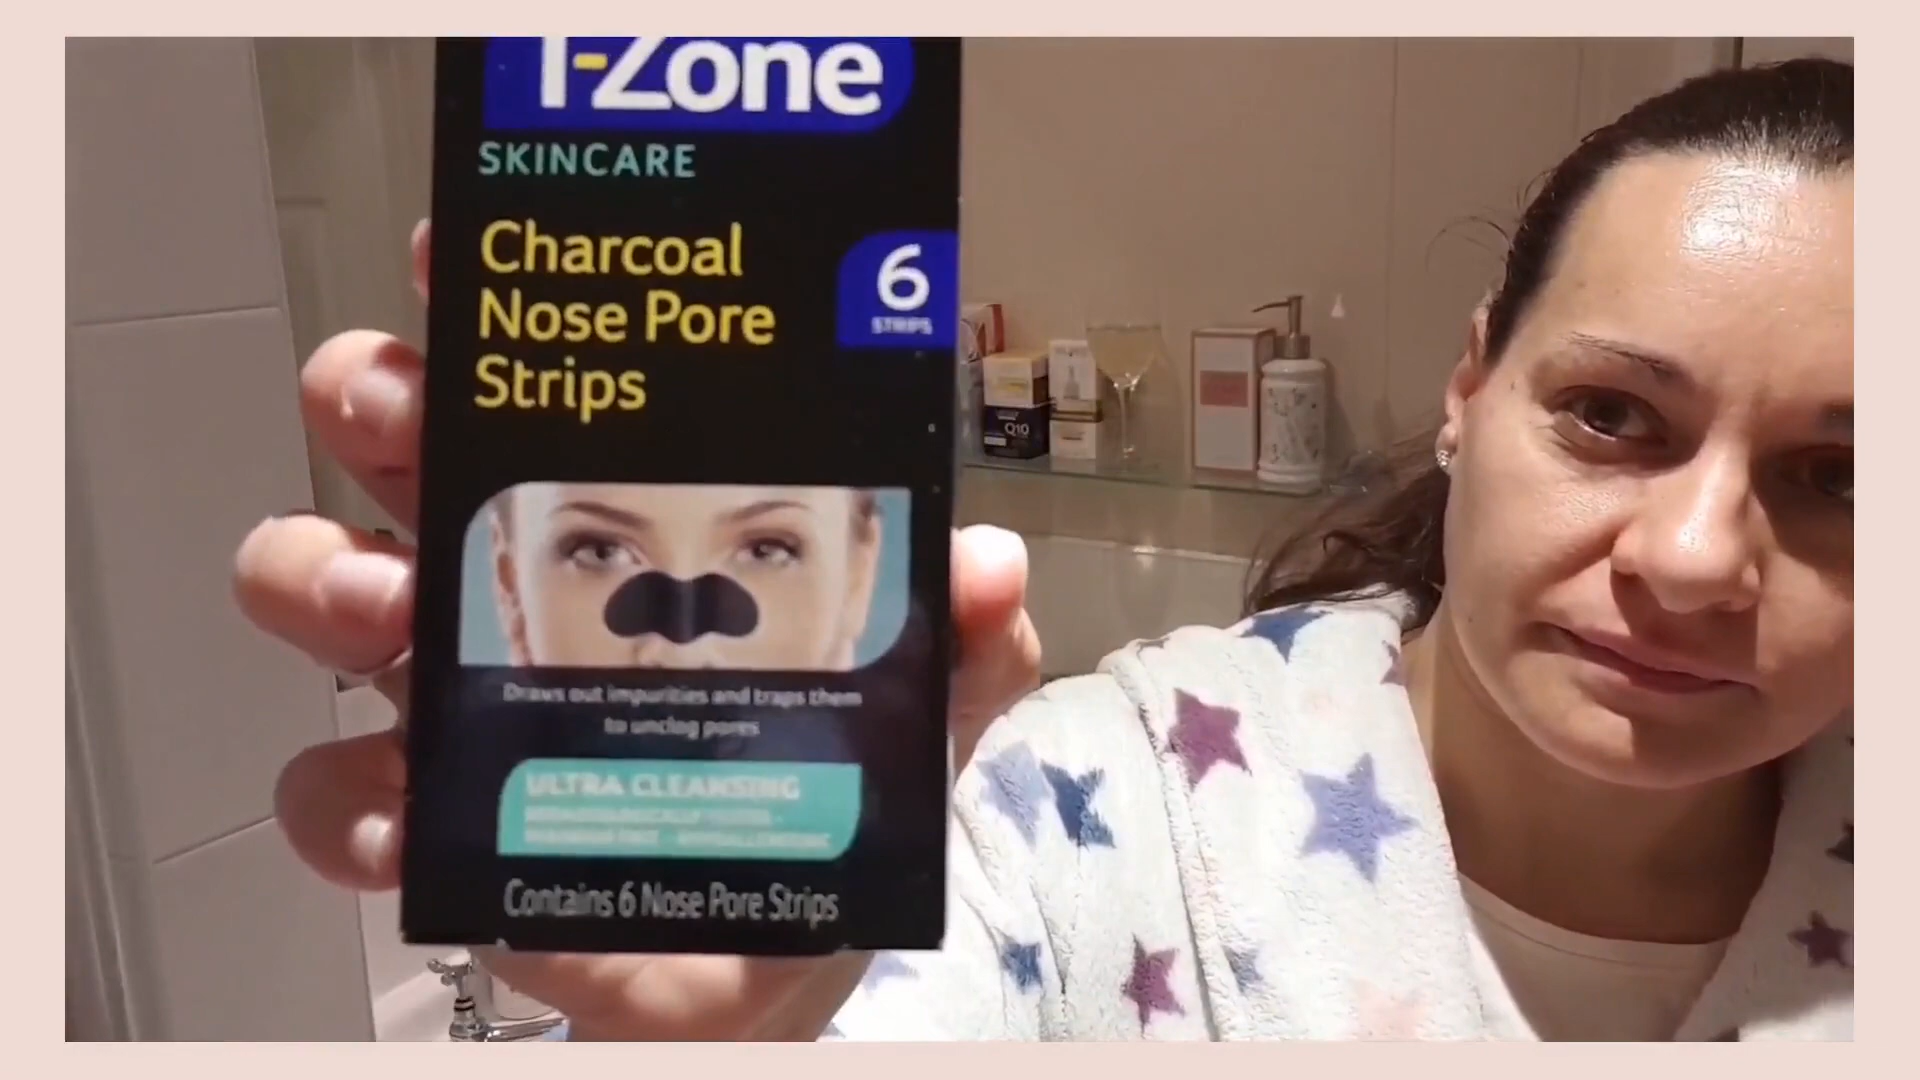 T-Zone
SKINCARE
Charcoal
Nose Pore
Strips
6
STRIPS
Draws out impurities and traps them
to unclog pores
ULTRA CLEANSING
Contains 6 Nose Pore Strips
Q10